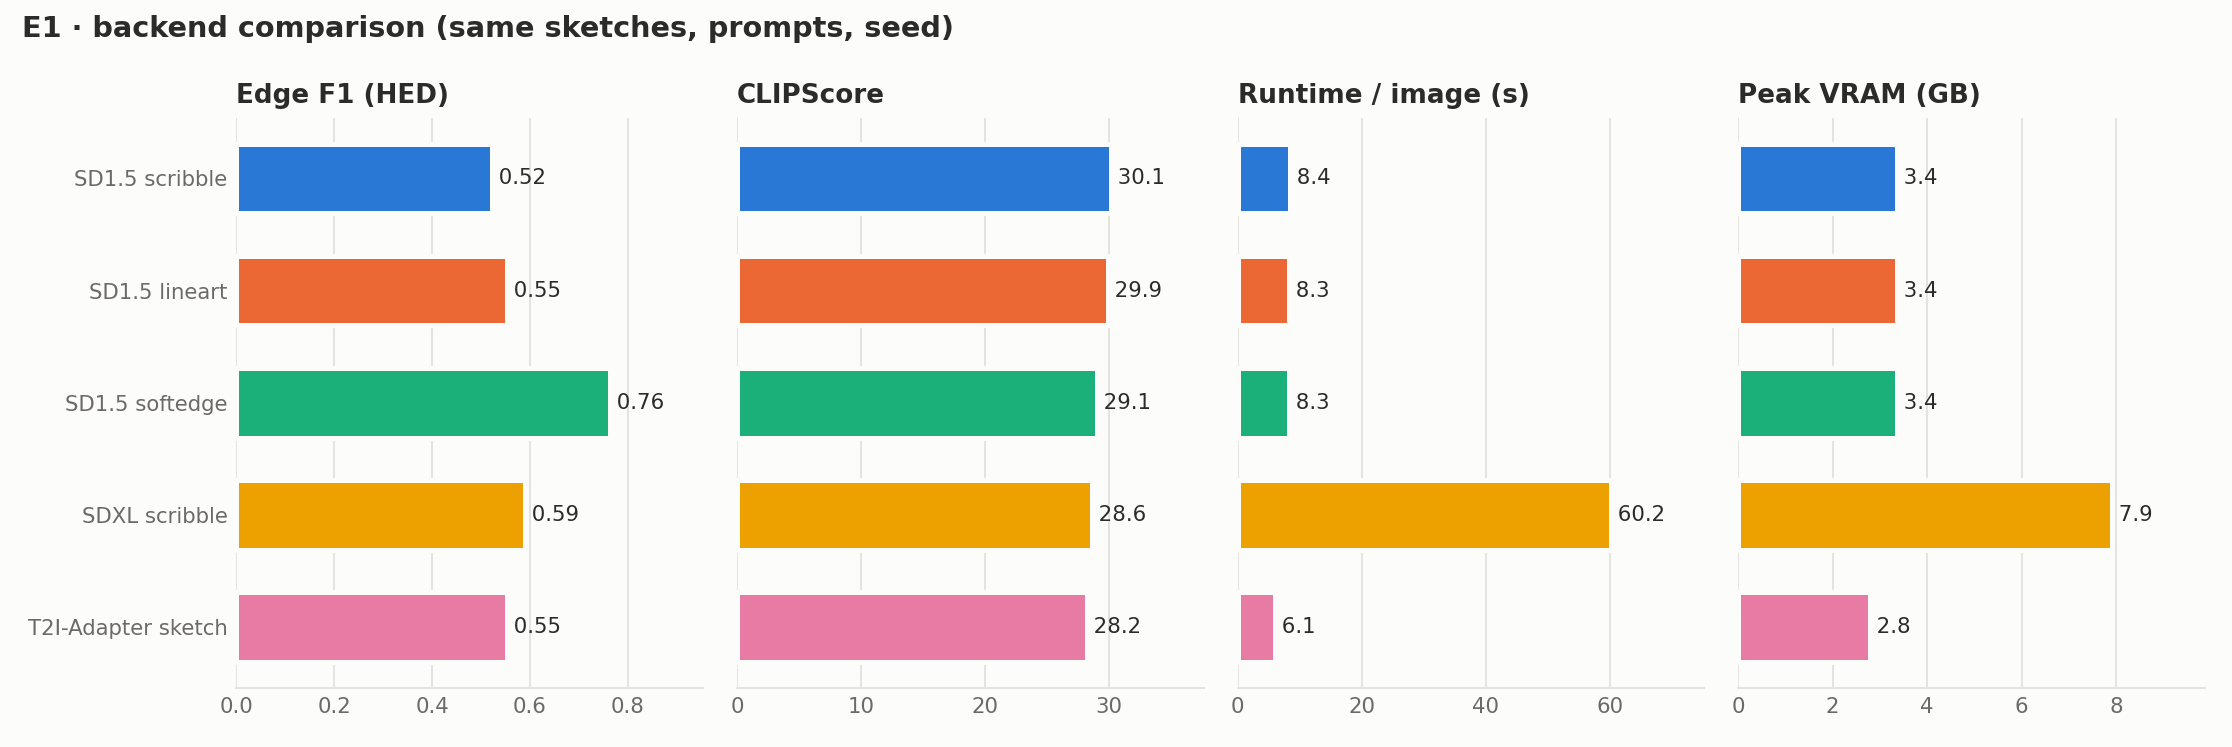 E1 · backend comparison (same sketches, prompts, seed)
Edge F1 (HED)
SD1.5 scribble 0.52
SD1.5 lineart 0.55
SD1.5 softedge 0.76
SDXL scribble 0.59
T2I-Adapter sketch 0.55
0.0 0.2 0.4 0.6 0.8
CLIPScore
30.1
29.9
29.1
28.6
28.2
0 10 20 30
Runtime / image (s)
8.4
8.3
8.3
60.2
6.1
0 20 40 60
Peak VRAM (GB)
3.4
3.4
3.4
7.9
2.8
0 2 4 6 8